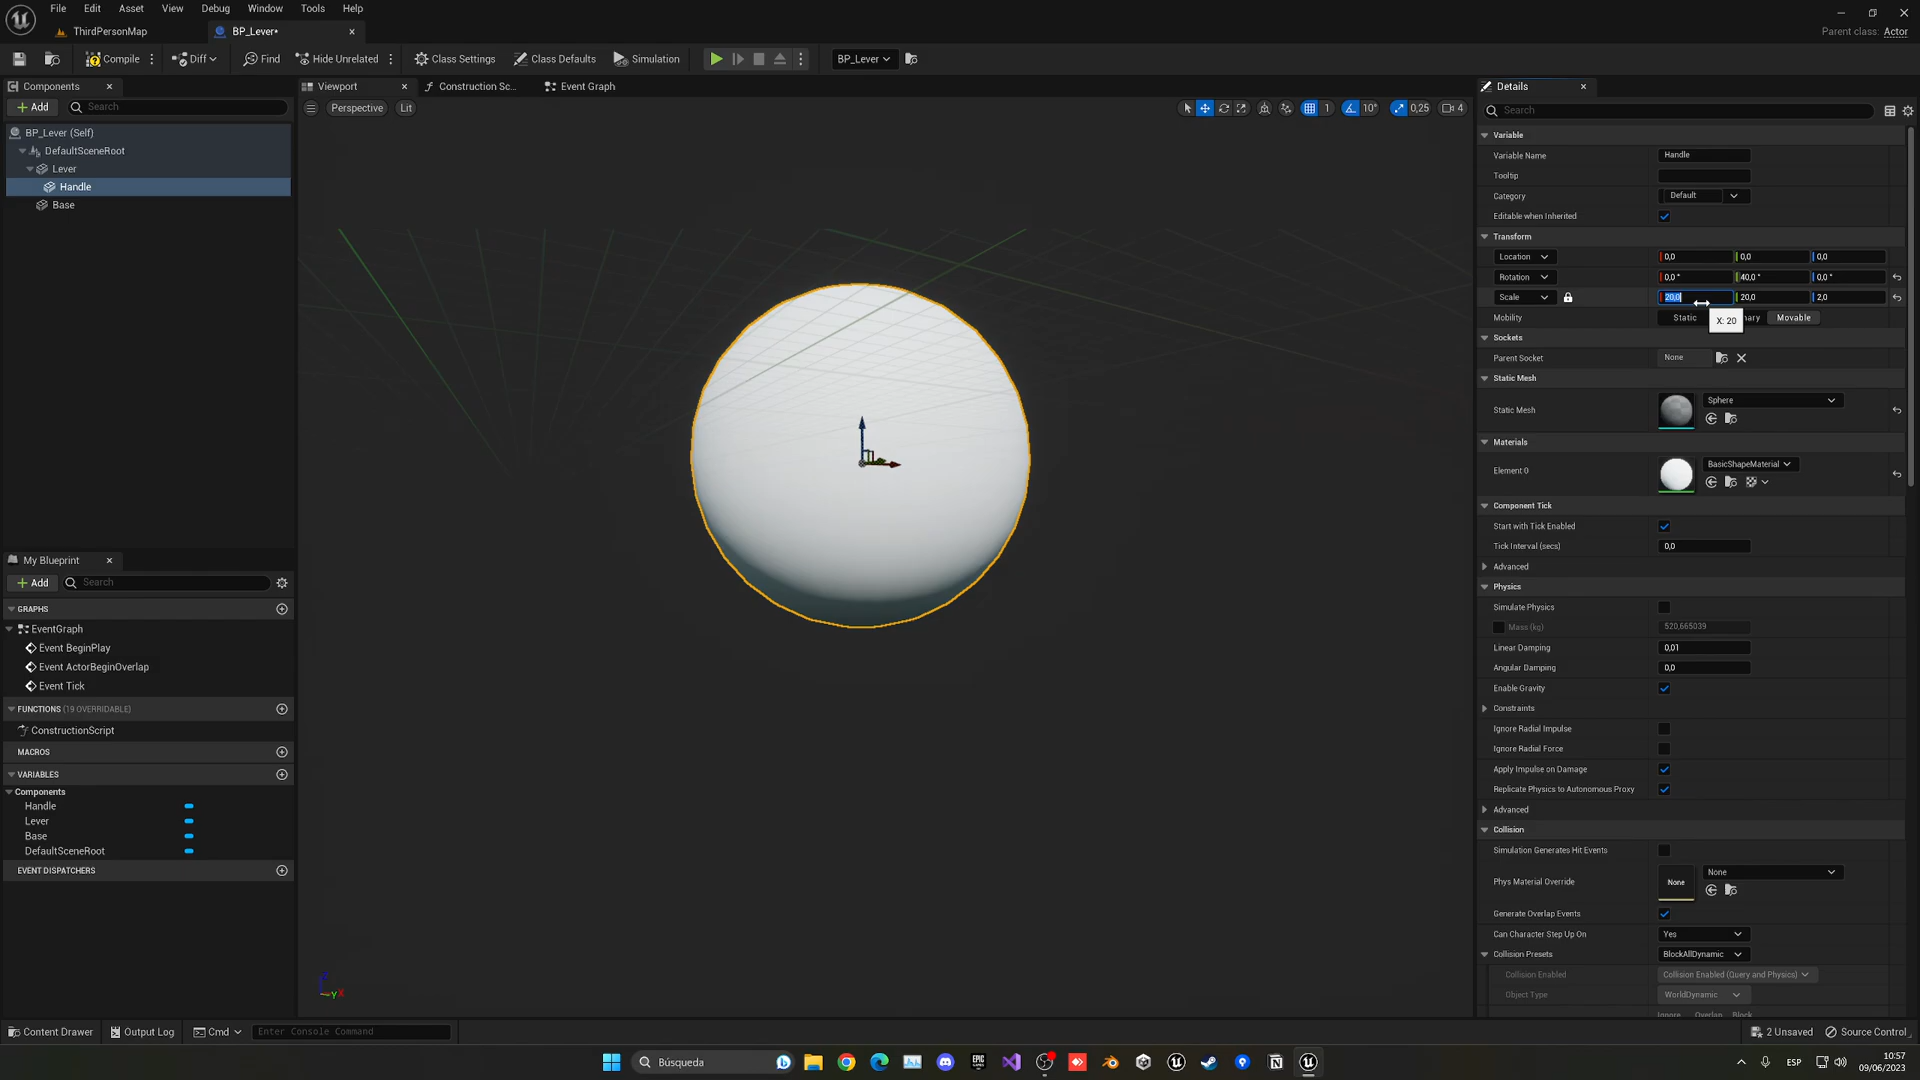 File Edit Asset View Debug Window Tools Help
ThirdPersonMap BP_Lever•
Parent class: Actor
Compile Diff Find Hide Unrelated Class Settings Class Defaults Simulation BP_Lever
Components
Add Search
BP_Lever (Self)
DefaultSceneRoot
Lever
Handle
Base
Viewport Construction Sc... Event Graph
Perspective Lit
1 10° 0,25 4
My Blueprint
Add Search
GRAPHS
EventGraph
Event BeginPlay
Event ActorBeginOverlap
Event Tick
FUNCTIONS (19 OVERRIDABLE)
ConstructionScript
MACROS
VARIABLES
Components
Handle
Lever
Base
DefaultSceneRoot
EVENT DISPATCHERS
Details
Search
Variable
Variable Name Handle
Tooltip
Category Default
Editable when Inherited
Transform
Location 0,0 0,0 0,0
Rotation 0,0 ° 40,0 ° 0,0 °
Scale 20,0 20,0 2,0
Mobility Static nary Movable
X: 20
Sockets
Parent Socket None
Static Mesh
Static Mesh Sphere
Materials
Element 0 BasicShapeMaterial
Component Tick
Start with Tick Enabled
Tick Interval (secs) 0,0
Advanced
Physics
Simulate Physics
Mass (kg) 520,665039
Linear Damping 0,01
Angular Damping 0,0
Enable Gravity
Constraints
Ignore Radial Impulse
Ignore Radial Force
Apply Impulse on Damage
Replicate Physics to Autonomous Proxy
Advanced
Collision
Simulation Generates Hit Events
Phys Material Override None None
Generate Overlap Events
Can Character Step Up On Yes
Collision Presets BlockAllDynamic
Collision Enabled Collision Enabled (Query and Physics)
Object Type WorldDynamic
Ignore Overlap Block
Z Y X
Content Drawer Output Log Cmd Enter Console Command
2 Unsaved Source Control
Búsqueda
EPIC GAMES
ESP
10:57
09/06/2023